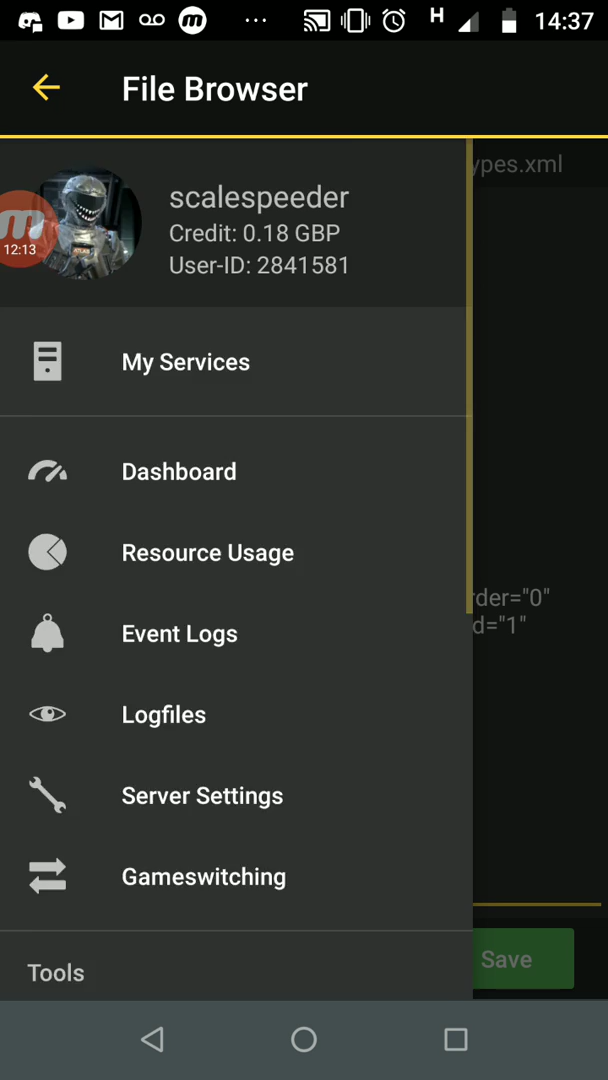 H 14:37
File Browser
ypes.xml
scalespeeder
Credit: 0.18 GBP
User-ID: 2841581
12:13
My Services
Dashboard
Resource Usage
rder="0"
d="1"
Event Logs
Logfiles
Server Settings
Gameswitching
Tools
Save